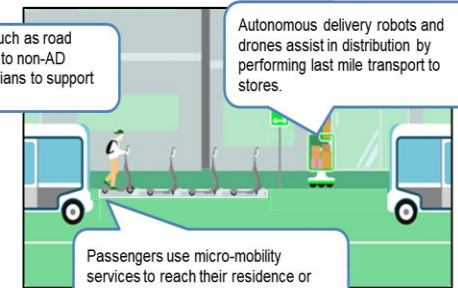 uch as road
to non-AD
ians to support
Autonomous delivery robots and
drones assist in distribution by
performing last mile transport to
stores.
Passengers use micro-mobility
services to reach their residence or